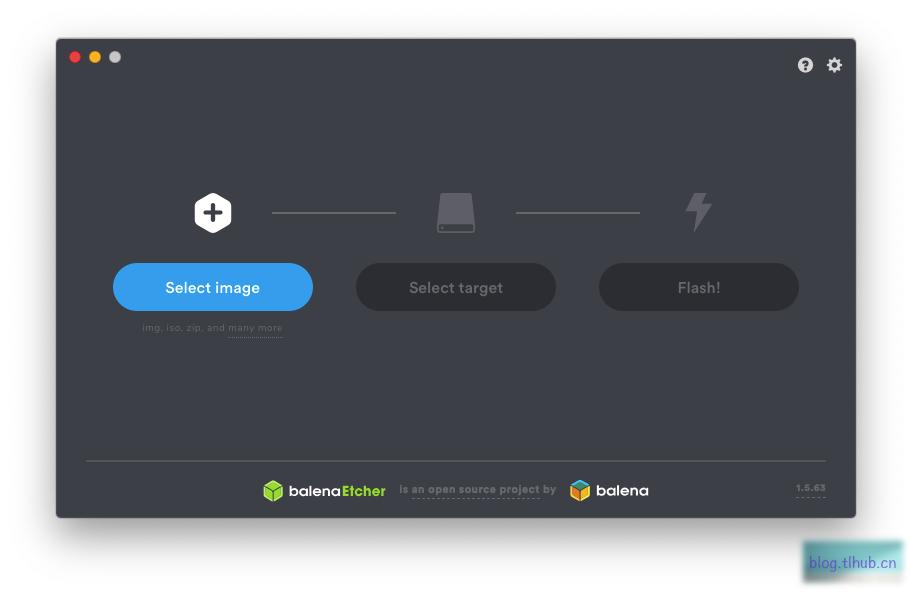 Select image
Select target
Flash!
img, iso, zip, and many more
balenaEtcher is an open source project by balena
1.5.63
blog.tlhub.cn